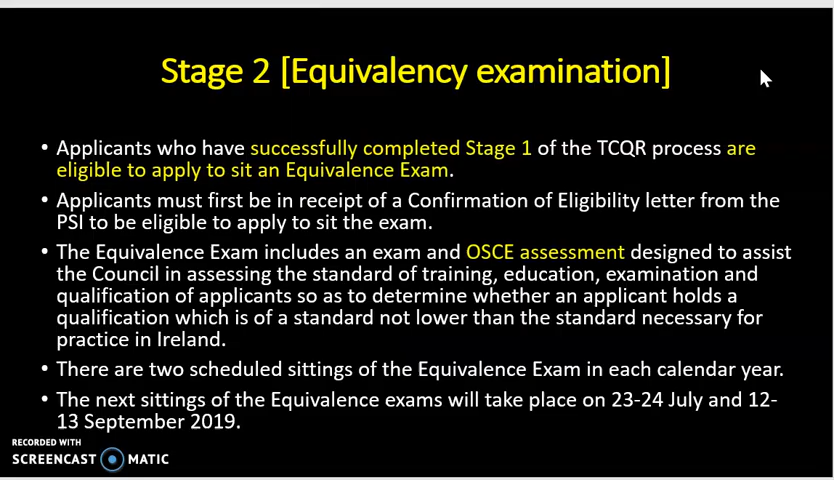 Stage 2 [Equivalency examination]
• Applicants who have successfully completed Stage 1 of the TCQR process are
eligible to apply to sit an Equivalence Exam.
• Applicants must first be in receipt of a Confirmation of Eligibility letter from the
PSI to be eligible to apply to sit the exam.
• The Equivalence Exam includes an exam and OSCE assessment designed to assist
the Council in assessing the standard of training, education, examination and
qualification of applicants so as to determine whether an applicant holds a
qualification which is of a standard not lower than the standard necessary for
practice in Ireland.
• There are two scheduled sittings of the Equivalence Exam in each calendar year.
• The next sittings of the Equivalence exams will take place on 23-24 July and 12-
13 September 2019.
RECORDED WITH
SCREENCAST MATIC